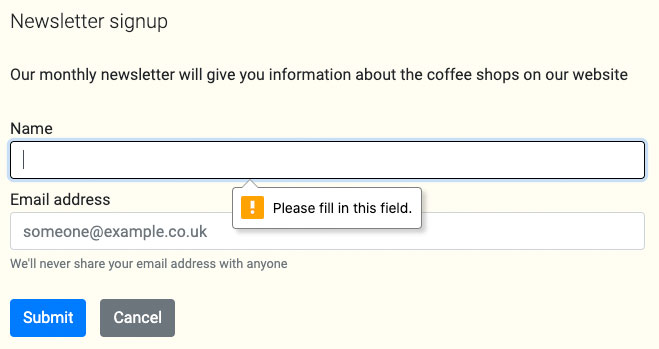 Newsletter signup
Our monthly newsletter will give you information about the coffee shops on our website
Name
Please fill in this field.
Email address
someone@example.co.uk
We'll never share your email address with anyone
Submit
Cancel